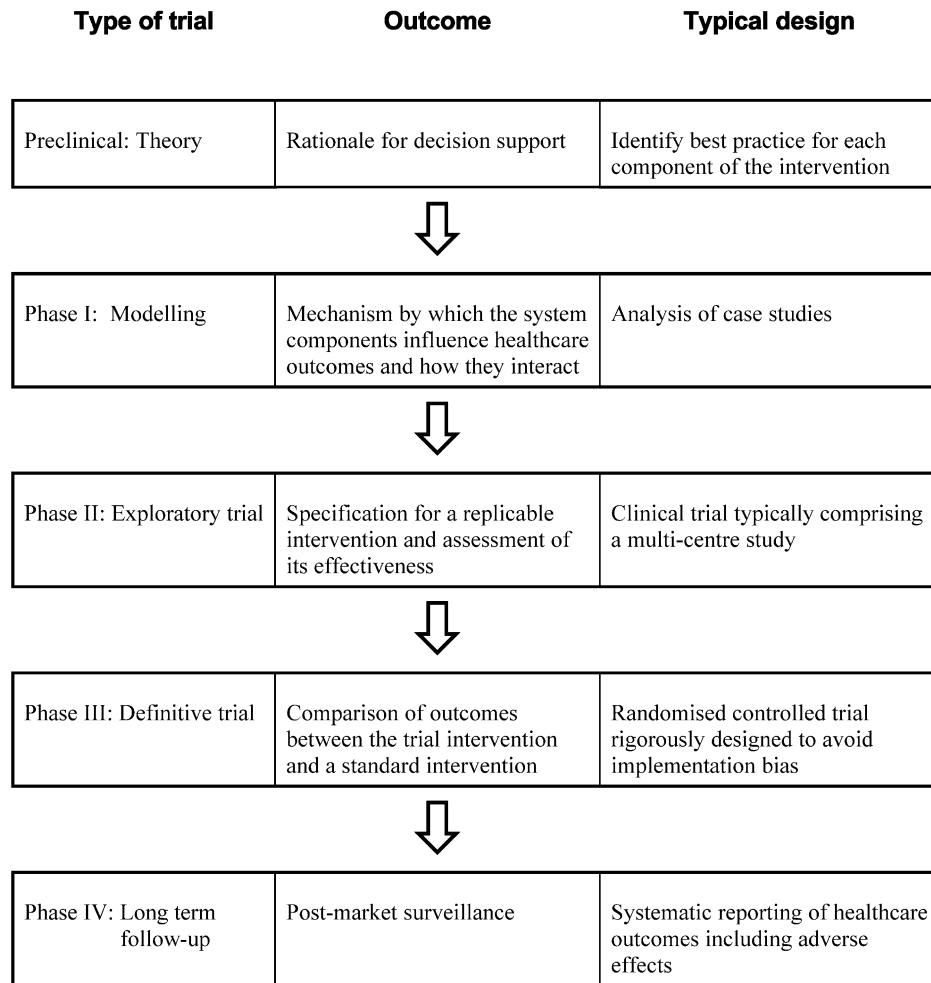 Type of trial
Outcome
Typical design
Preclinical: Theory
Rationale for decision support
Identify best practice for each
component of the intervention
Phase I: Modelling
Mechanism by which the system
components influence healthcare
outcomes and how they interact
Analysis of case studies
Phase II: Exploratory trial
Specification for a replicable
intervention and assessment of
its effectiveness
Clinical trial typically comprising
a multi-centre study
Phase III: Definitive trial
Comparison of outcomes
between the trial intervention
and a standard intervention
Randomised controlled trial
rigorously designed to avoid
implementation bias
Phase IV: Long term
follow-up
Post-market surveillance
Systematic reporting of healthcare
outcomes including adverse
effects